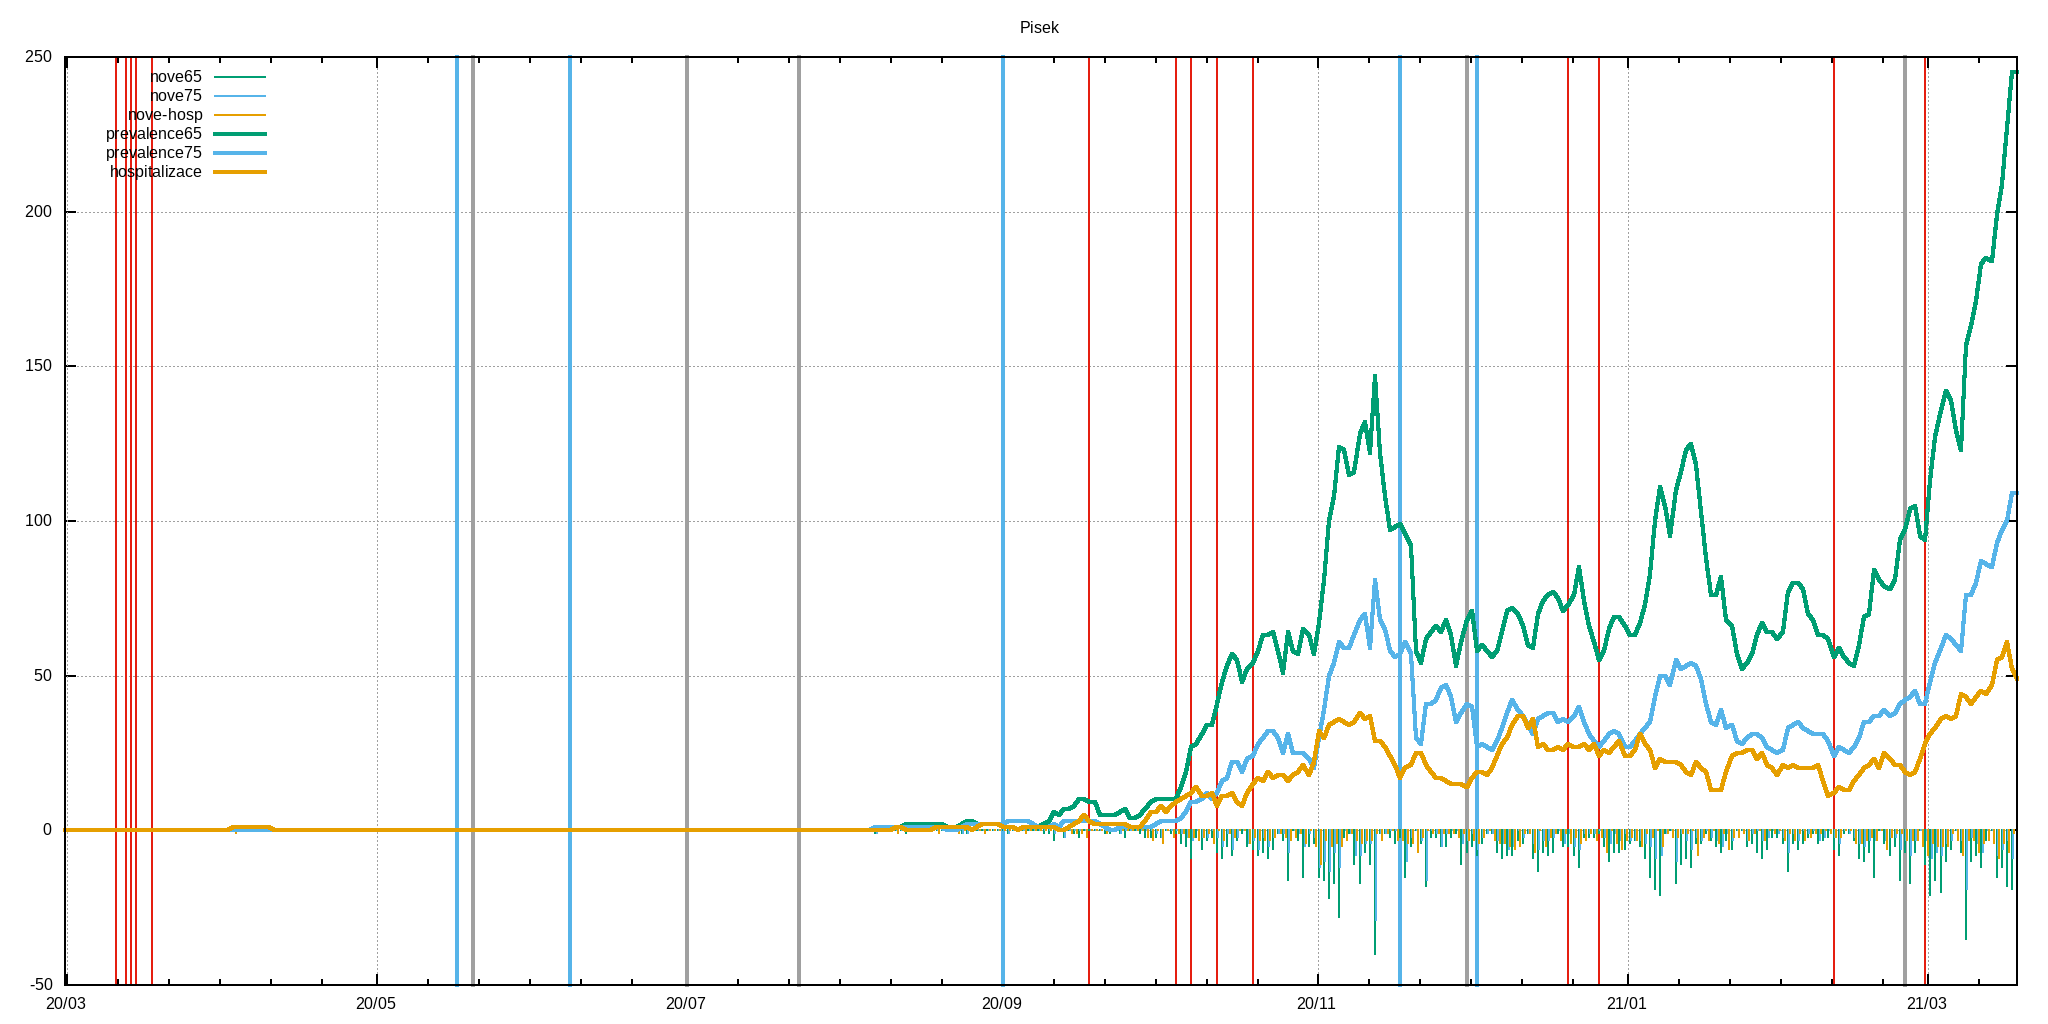 Pisek
250
nove65
nove75
nove-hosp
prevalence65
prevalence75
hospitalizace
200
150
100
50
0
-50
20/03 20/05 20/07 20/09 20/11 21/01 21/03